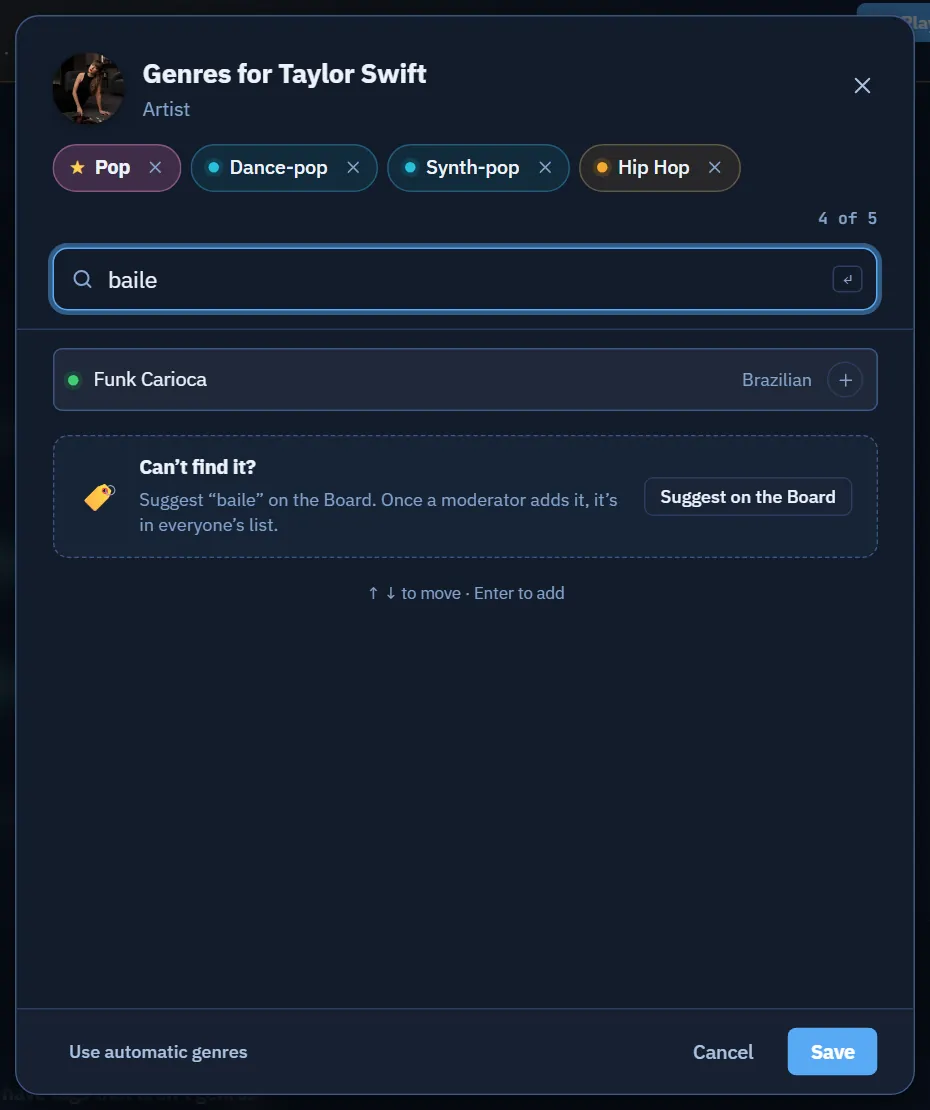 Genres for Taylor Swift
Artist
Pop
Dance-pop
Synth-pop
Hip Hop
4 of 5
baile
Funk Carioca
Brazilian
Can’t find it?
Suggest “baile” on the Board. Once a moderator adds it, it’s
in everyone’s list.
Suggest on the Board
↑ ↓ to move · Enter to add
Use automatic genres
Cancel
Save